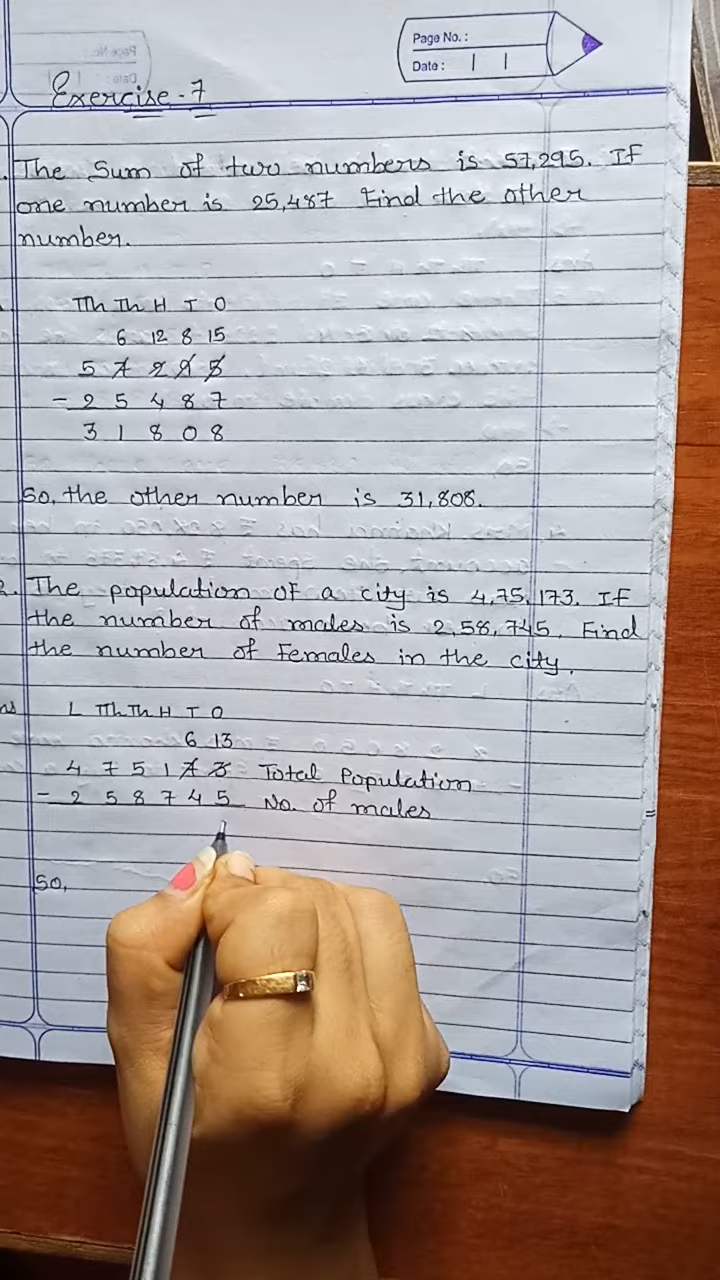 Page No. :
Date :
Exercise - 7
The Sum of two numbers is 57,295. If
one number is 25,487 Find the other
number.
TTh Th H T O
6 12 8 15
5 7 2 9 5
- 2 5 4 8 7
3 1 8 0 8
So, the other number is 31,808.
2. The population of a city is 4,75,173. If
the number of males is 2,58,745. Find
the number of Females in the city.
Ans L TTh Th H T O
6 13
4 7 5 1 7 3 Total Population
- 2 5 8 7 4 5 No. of males
So,